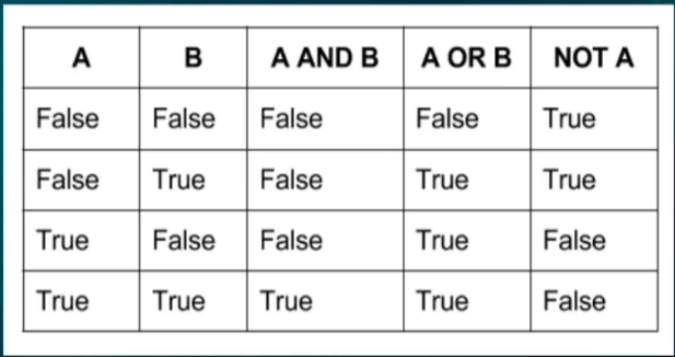 A B A AND B A OR B NOT A
False False False False True
False True False True True
True False False True False
True True True True False